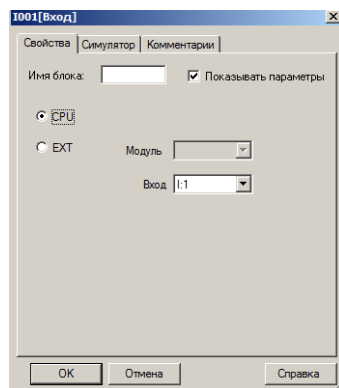 I001[Вход]
Свойства Симулятор Комментарии
Имя блока: Показывать параметры
CPU
EXT Модуль
Вход I:1
OK Отмена Справка